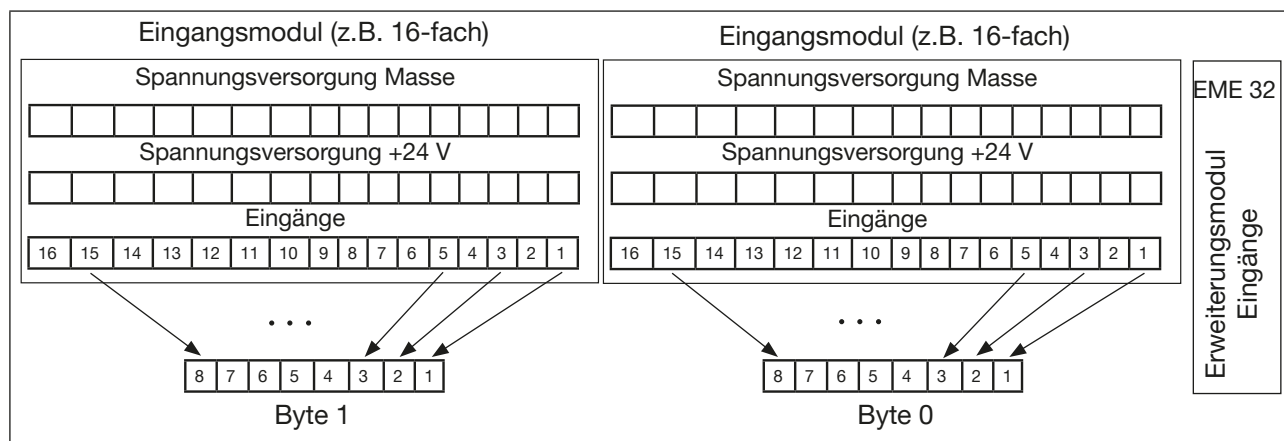 Eingangsmodul (z.B. 16-fach)
Spannungsversorgung Masse
Spannungsversorgung +24 V
Eingänge
16 15 14 13 12 11 10 9 8 7 6 5 4 3 2 1
. . .
8 7 6 5 4 3 2 1
Byte 1
Eingangsmodul (z.B. 16-fach)
Spannungsversorgung Masse
Spannungsversorgung +24 V
Eingänge
16 15 14 13 12 11 10 9 8 7 6 5 4 3 2 1
. . .
8 7 6 5 4 3 2 1
Byte 0
EME 32
Erweiterungsmodul
Eingänge